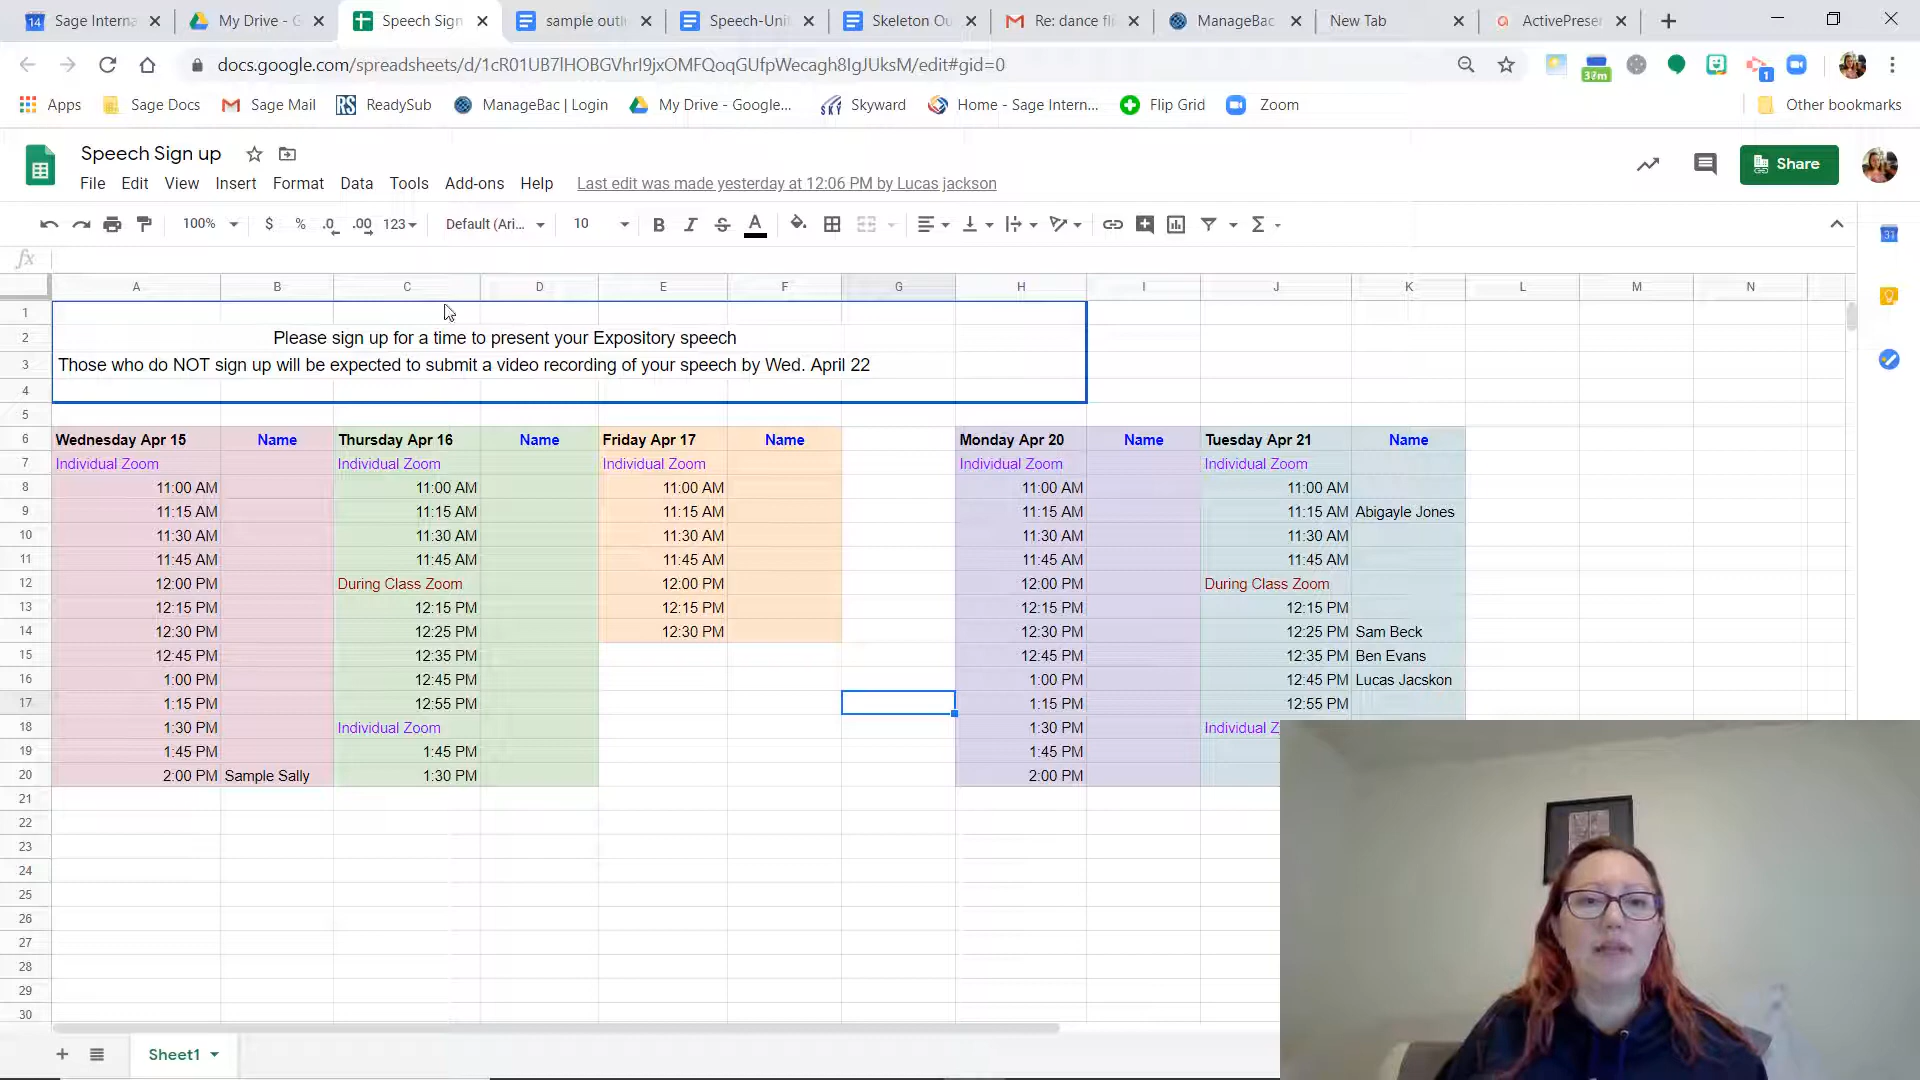 Sage Interna
My Drive - G
Speech Sign
sample outli
Speech-Unit
Skeleton Ou
Re: dance fli
ManageBac
New Tab
ActivePresen
docs.google.com/spreadsheets/d/1cR01UB7lHOBGVhrI9jxOMFQoqGUfpWecagh8IgJUksM/edit#gid=0
Apps
Sage Docs
Sage Mail
ReadySub
ManageBac | Login
My Drive - Google...
Skyward
Home - Sage Intern...
Flip Grid
Zoom
Other bookmarks
Speech Sign up
File Edit View Insert Format Data Tools Add-ons Help
Last edit was made yesterday at 12:06 PM by Lucas jackson
Share
100% $ % .0 .00 123 Default (Ari... 10 B I S A
fx
A B C D E F G H I J K L M N
1
2 Please sign up for a time to present your Expository speech
3 Those who do NOT sign up will be expected to submit a video recording of your speech by Wed. April 22
4
5
6 Wednesday Apr 15 Name Thursday Apr 16 Name Friday Apr 17 Name Monday Apr 20 Name Tuesday Apr 21 Name
7 Individual Zoom Individual Zoom Individual Zoom Individual Zoom Individual Zoom
8 11:00 AM 11:00 AM 11:00 AM 11:00 AM 11:00 AM
9 11:15 AM 11:15 AM 11:15 AM 11:15 AM 11:15 AM Abigayle Jones
10 11:30 AM 11:30 AM 11:30 AM 11:30 AM 11:30 AM
11 11:45 AM 11:45 AM 11:45 AM 11:45 AM 11:45 AM
12 12:00 PM During Class Zoom 12:00 PM 12:00 PM During Class Zoom
13 12:15 PM 12:15 PM 12:15 PM 12:15 PM 12:15 PM
14 12:30 PM 12:25 PM 12:30 PM 12:30 PM 12:25 PM Sam Beck
15 12:45 PM 12:35 PM 12:45 PM 12:35 PM Ben Evans
16 1:00 PM 12:45 PM 1:00 PM 12:45 PM Lucas Jacskon
17 1:15 PM 12:55 PM 1:15 PM 12:55 PM
18 1:30 PM Individual Zoom 1:30 PM Individual Z
19 1:45 PM 1:45 PM 1:45 PM
20 2:00 PM Sample Sally 1:30 PM 2:00 PM
21
22
23
24
25
26
27
28
29
30
Sheet1